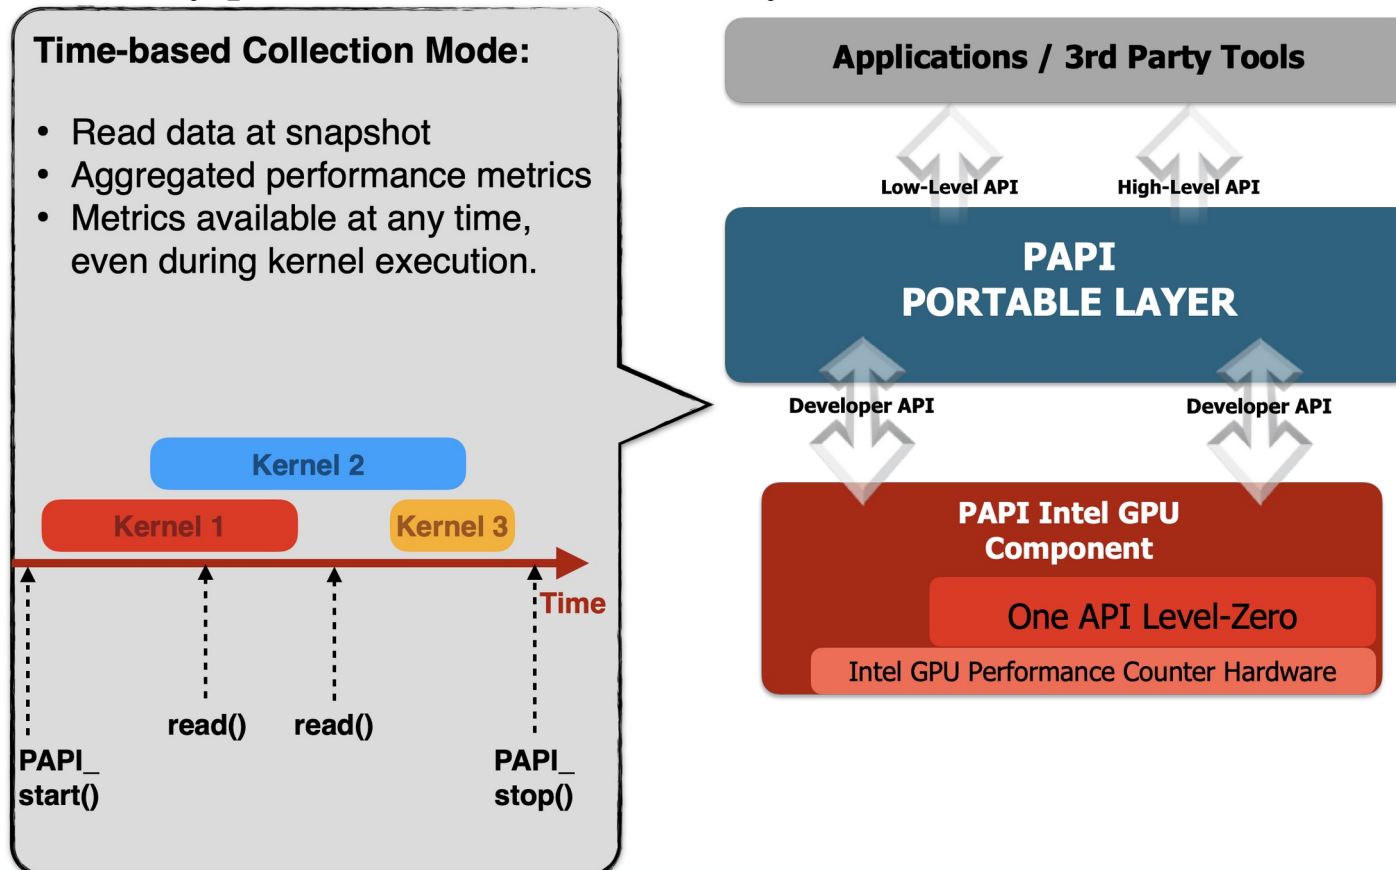 Time-based Collection Mode:
• Read data at snapshot
• Aggregated performance metrics
• Metrics available at any time,
even during kernel execution.
Kernel 2
Kernel 1
Kernel 3
Time
read()
read()
PAPI_
start()
PAPI_
stop()
Applications / 3rd Party Tools
Low-Level API
High-Level API
PAPI
PORTABLE LAYER
Developer API
Developer API
PAPI Intel GPU
Component
One API Level-Zero
Intel GPU Performance Counter Hardware